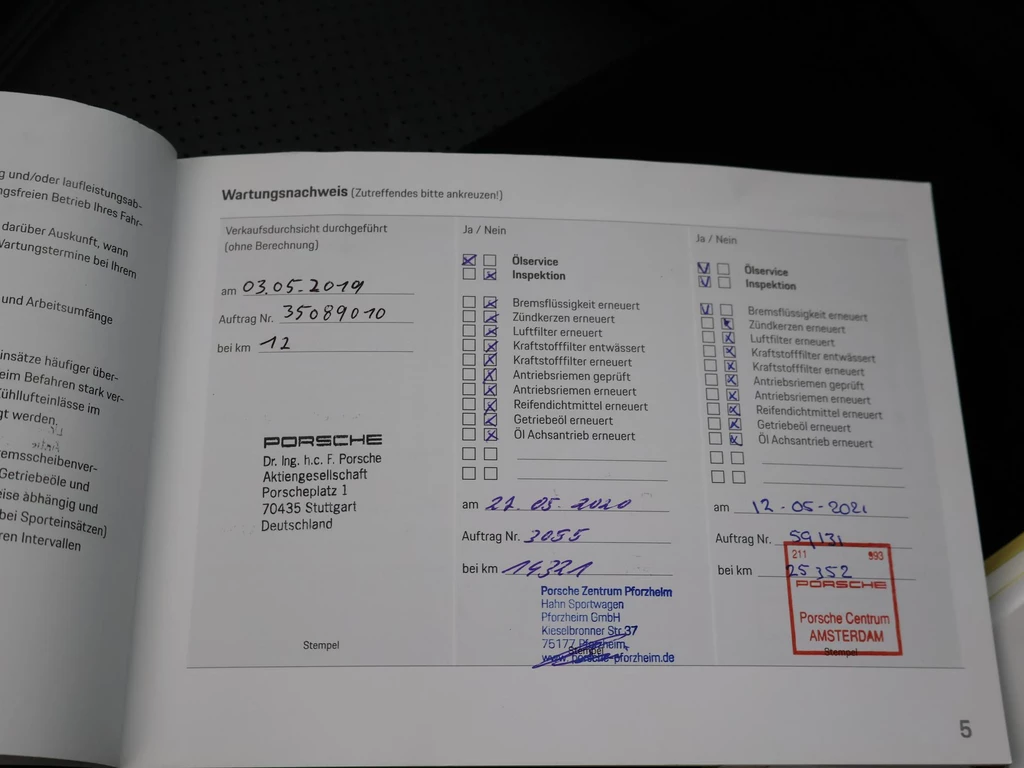 g und/oder laufleistungsab-
ngsfreien Betrieb Ihres Fahr-
darüber Auskunft, wann
Wartungstermine bei Ihrem
und Arbeitsumfänge
insätze häufiger über-
eim Befahren stark ver-
Kühllufteinlässe im
gt werden.
emsscheibenver-
Getriebeöle und
eise abhängig und
bei Sporteinsätzen)
ren Intervallen
Wartungsnachweis (Zutreffendes bitte ankreuzen!)
Verkaufsdurchsicht durchgeführt
(ohne Berechnung)
am 03.05.2019
Auftrag Nr. 35089010
bei km 12
PORSCHE
Dr. Ing. h.c. F. Porsche
Aktiengesellschaft
Porscheplatz 1
70435 Stuttgart
Deutschland
Stempel
Ja / Nein
Ölservice
Inspektion
Bremsflüssigkeit erneuert
Zündkerzen erneuert
Luftfilter erneuert
Kraftstofffilter entwässert
Kraftstofffilter erneuert
Antriebsriemen geprüft
Antriebsriemen erneuert
Reifendichtmittel erneuert
Getriebeöl erneuert
Öl Achsantrieb erneuert
am .05.2020
Auftrag Nr. 3055
bei km 14321
Porsche Zentrum Pforzheim
Hahn Sportwagen
Pforzheim GmbH
Kieselbronner Str.37
75177 Pforzheim
www.porsche-pforzheim.de
Stempel
Ja / Nein
Ölservice
Inspektion
Bremsflüssigkeit erneuert
Zündkerzen erneuert
Luftfilter erneuert
Kraftstofffilter entwässert
Kraftstofffilter erneuert
Antriebsriemen geprüft
Antriebsriemen erneuert
Reifendichtmittel erneuert
Getriebeöl erneuert
Öl Achsantrieb erneuert
am 12-05-2021
Auftrag Nr. 59131
211 993
bei km 25352
PORSCHE
Porsche Centrum
AMSTERDAM
Stempel
5